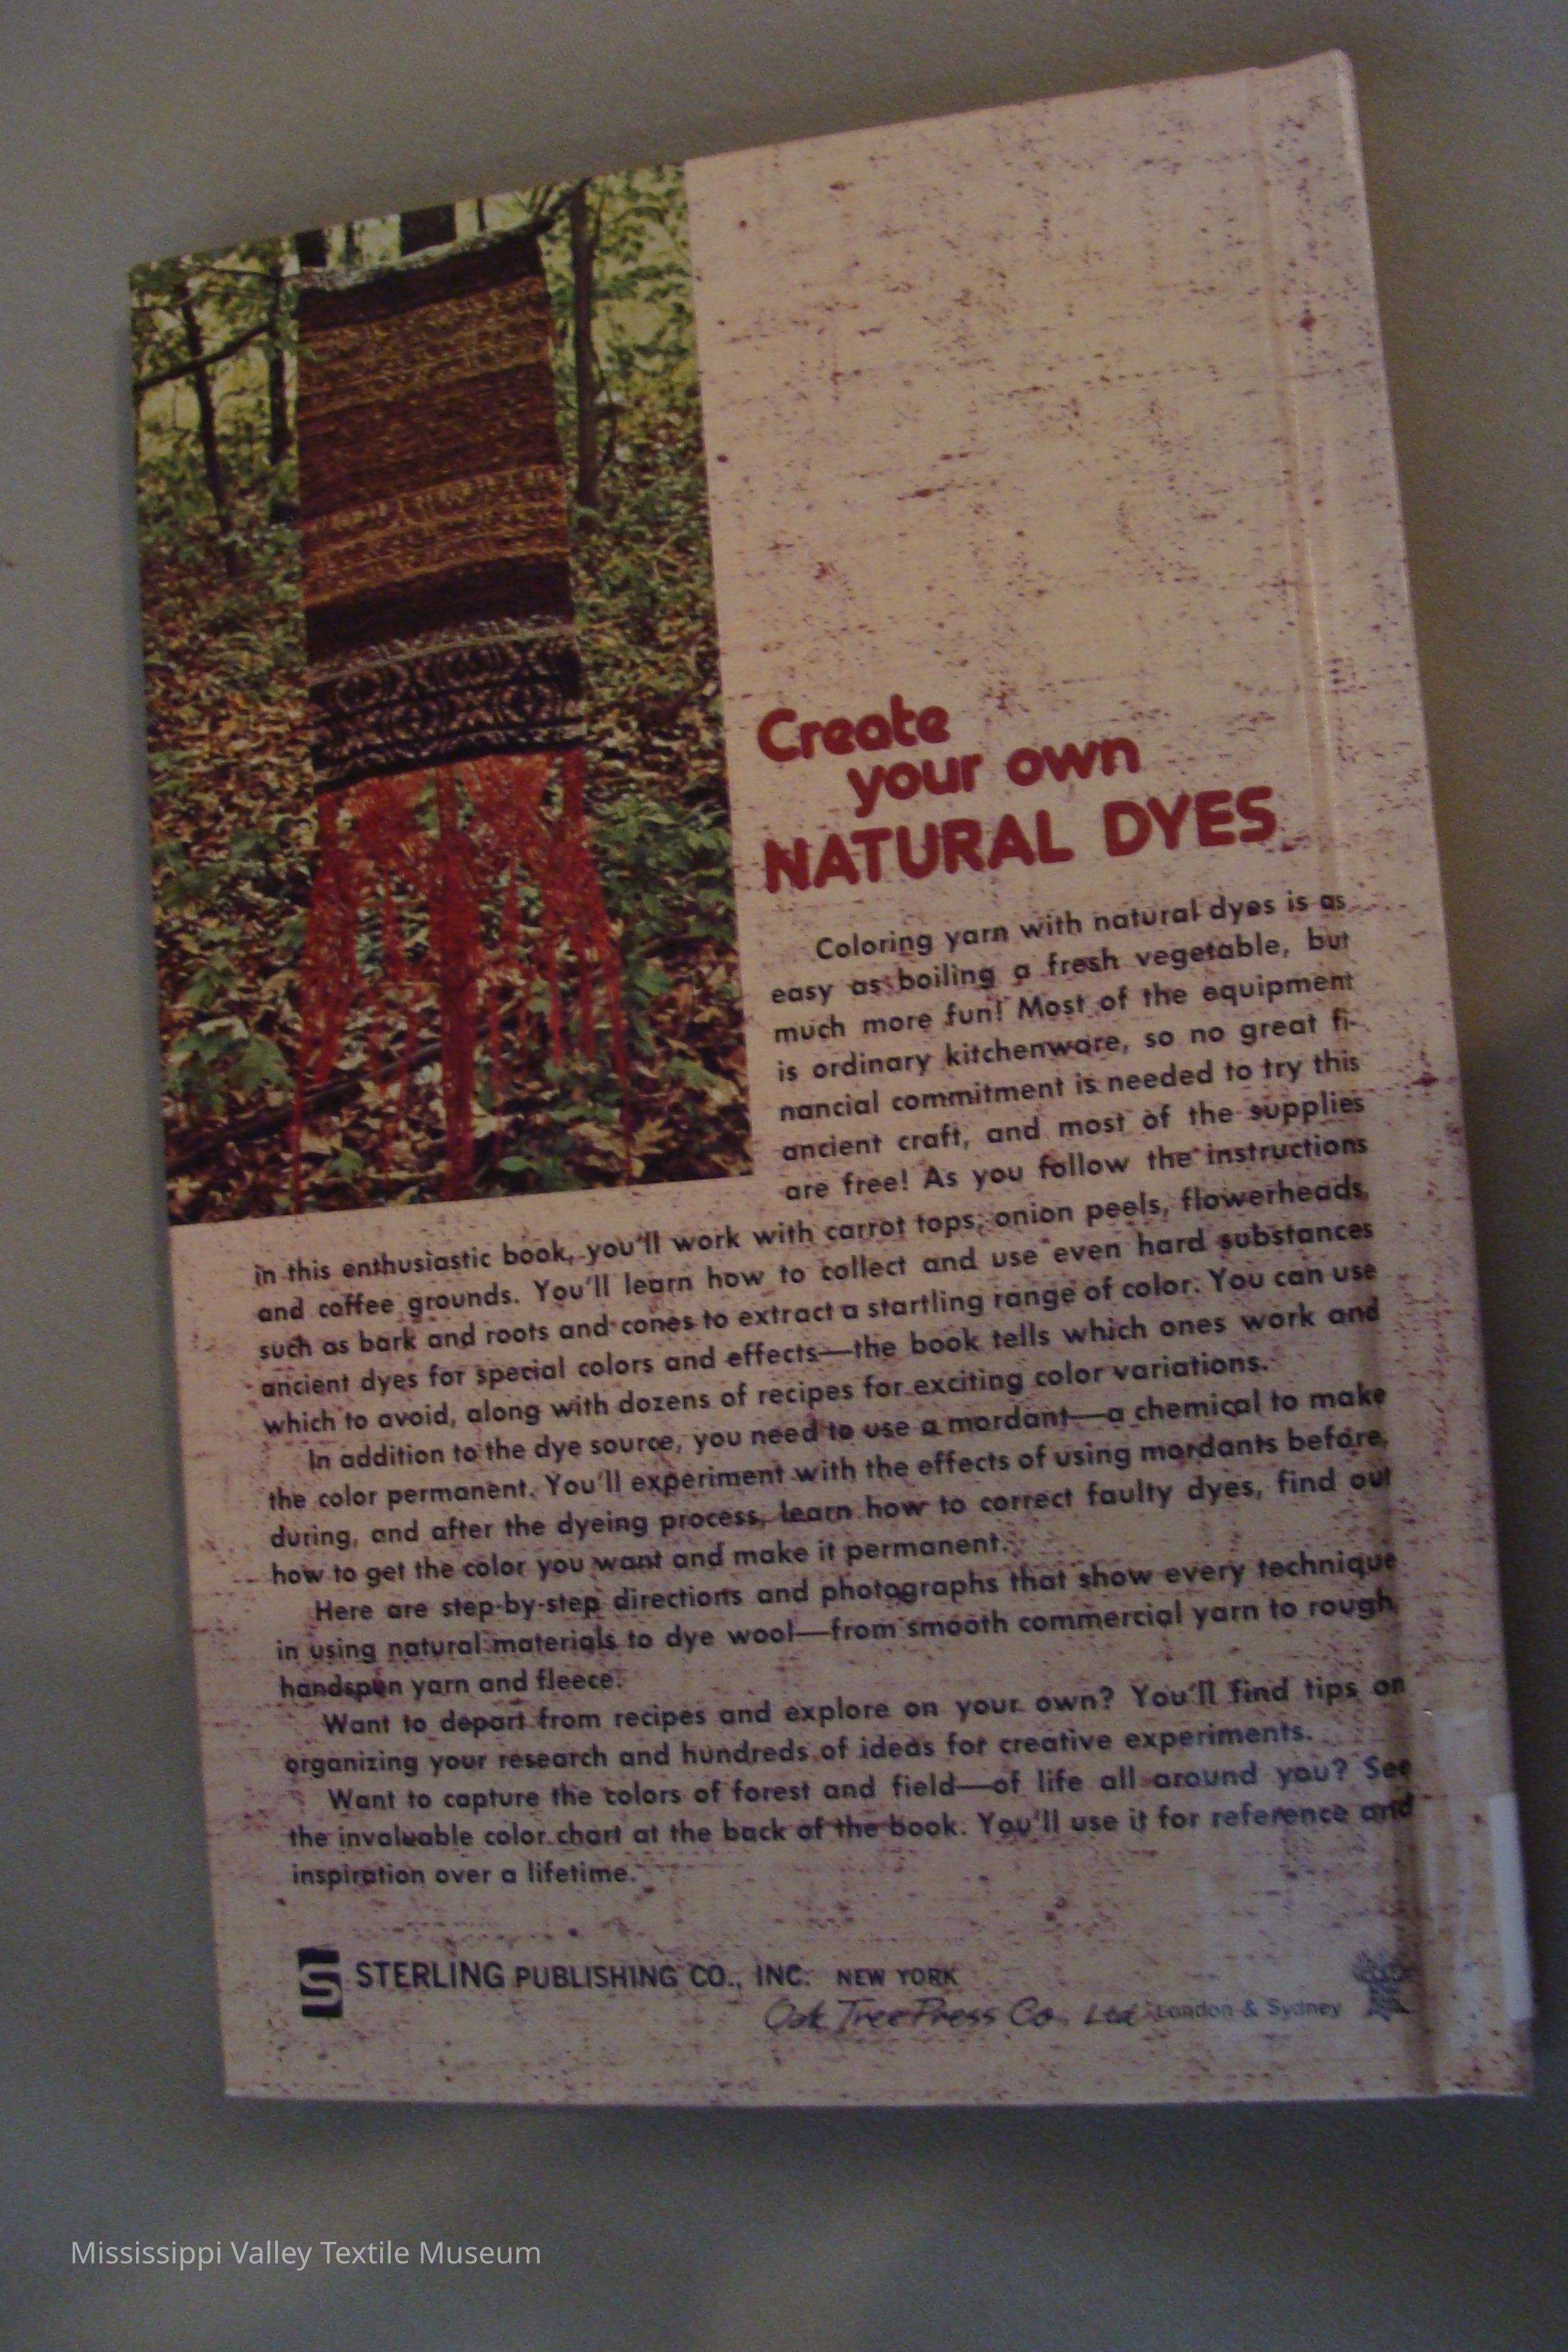 Create
your own
NATURAL DYES
Coloring yarn with natural dyes is as
easy as boiling a fresh vegetable, but
much more fun! Most of the equipment
is ordinary kitchenware, so no great fi-
nancial commitment is needed to try this
ancient craft, and most of the supplies
are free! As you follow the instructions
in this enthusiastic book, you'll work with carrot tops, onion peels, flowerheads,
and coffee grounds. You'll learn how to collect and use even hard substances
such as bark and roots and cones to extract a startling range of color. You can use
ancient dyes for special colors and effects—the book tells which ones work and
which to avoid, along with dozens of recipes for exciting color variations.
In addition to the dye source, you need to use a mordant—a chemical to make
the color permanent. You'll experiment with the effects of using mordants before,
during, and after the dyeing process, learn how to correct faulty dyes, find out
how to get the color you want and make it permanent.
Here are step-by-step directions and photographs that show every technique
in using natural materials to dye wool—from smooth commercial yarn to rough,
handspun yarn and fleece.
Want to depart from recipes and explore on your own? You'll find tips on
organizing your research and hundreds of ideas for creative experiments.
Want to capture the colors of forest and field—of life all around you? See
the invaluable color chart at the back of the book. You'll use it for reference and
inspiration over a lifetime.
S STERLING PUBLISHING CO., INC. NEW YORK
Oak Tree Press Co. Ltd London & Sydney
Mississippi Valley Textile Museum